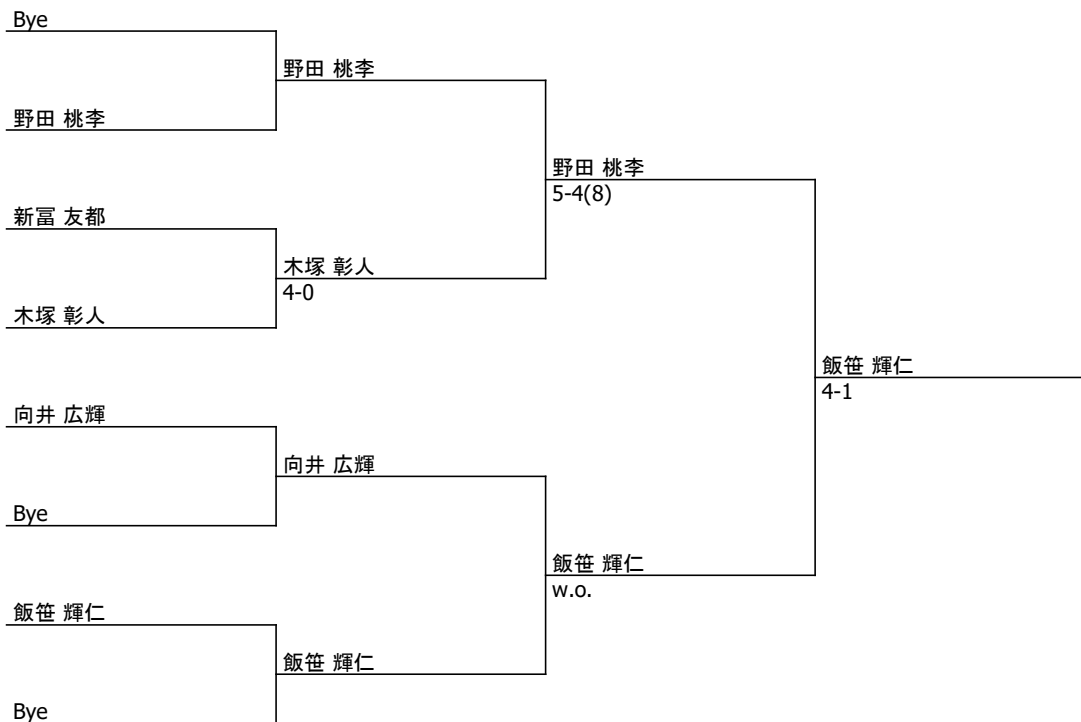 Bye
野田 桃李
野田 桃李
野田 桃李
5-4(8)
新冨 友都
木塚 彰人
4-0
木塚 彰人
飯笹 輝仁
4-1
向井 広輝
向井 広輝
Bye
飯笹 輝仁
w.o.
飯笹 輝仁
飯笹 輝仁
Bye